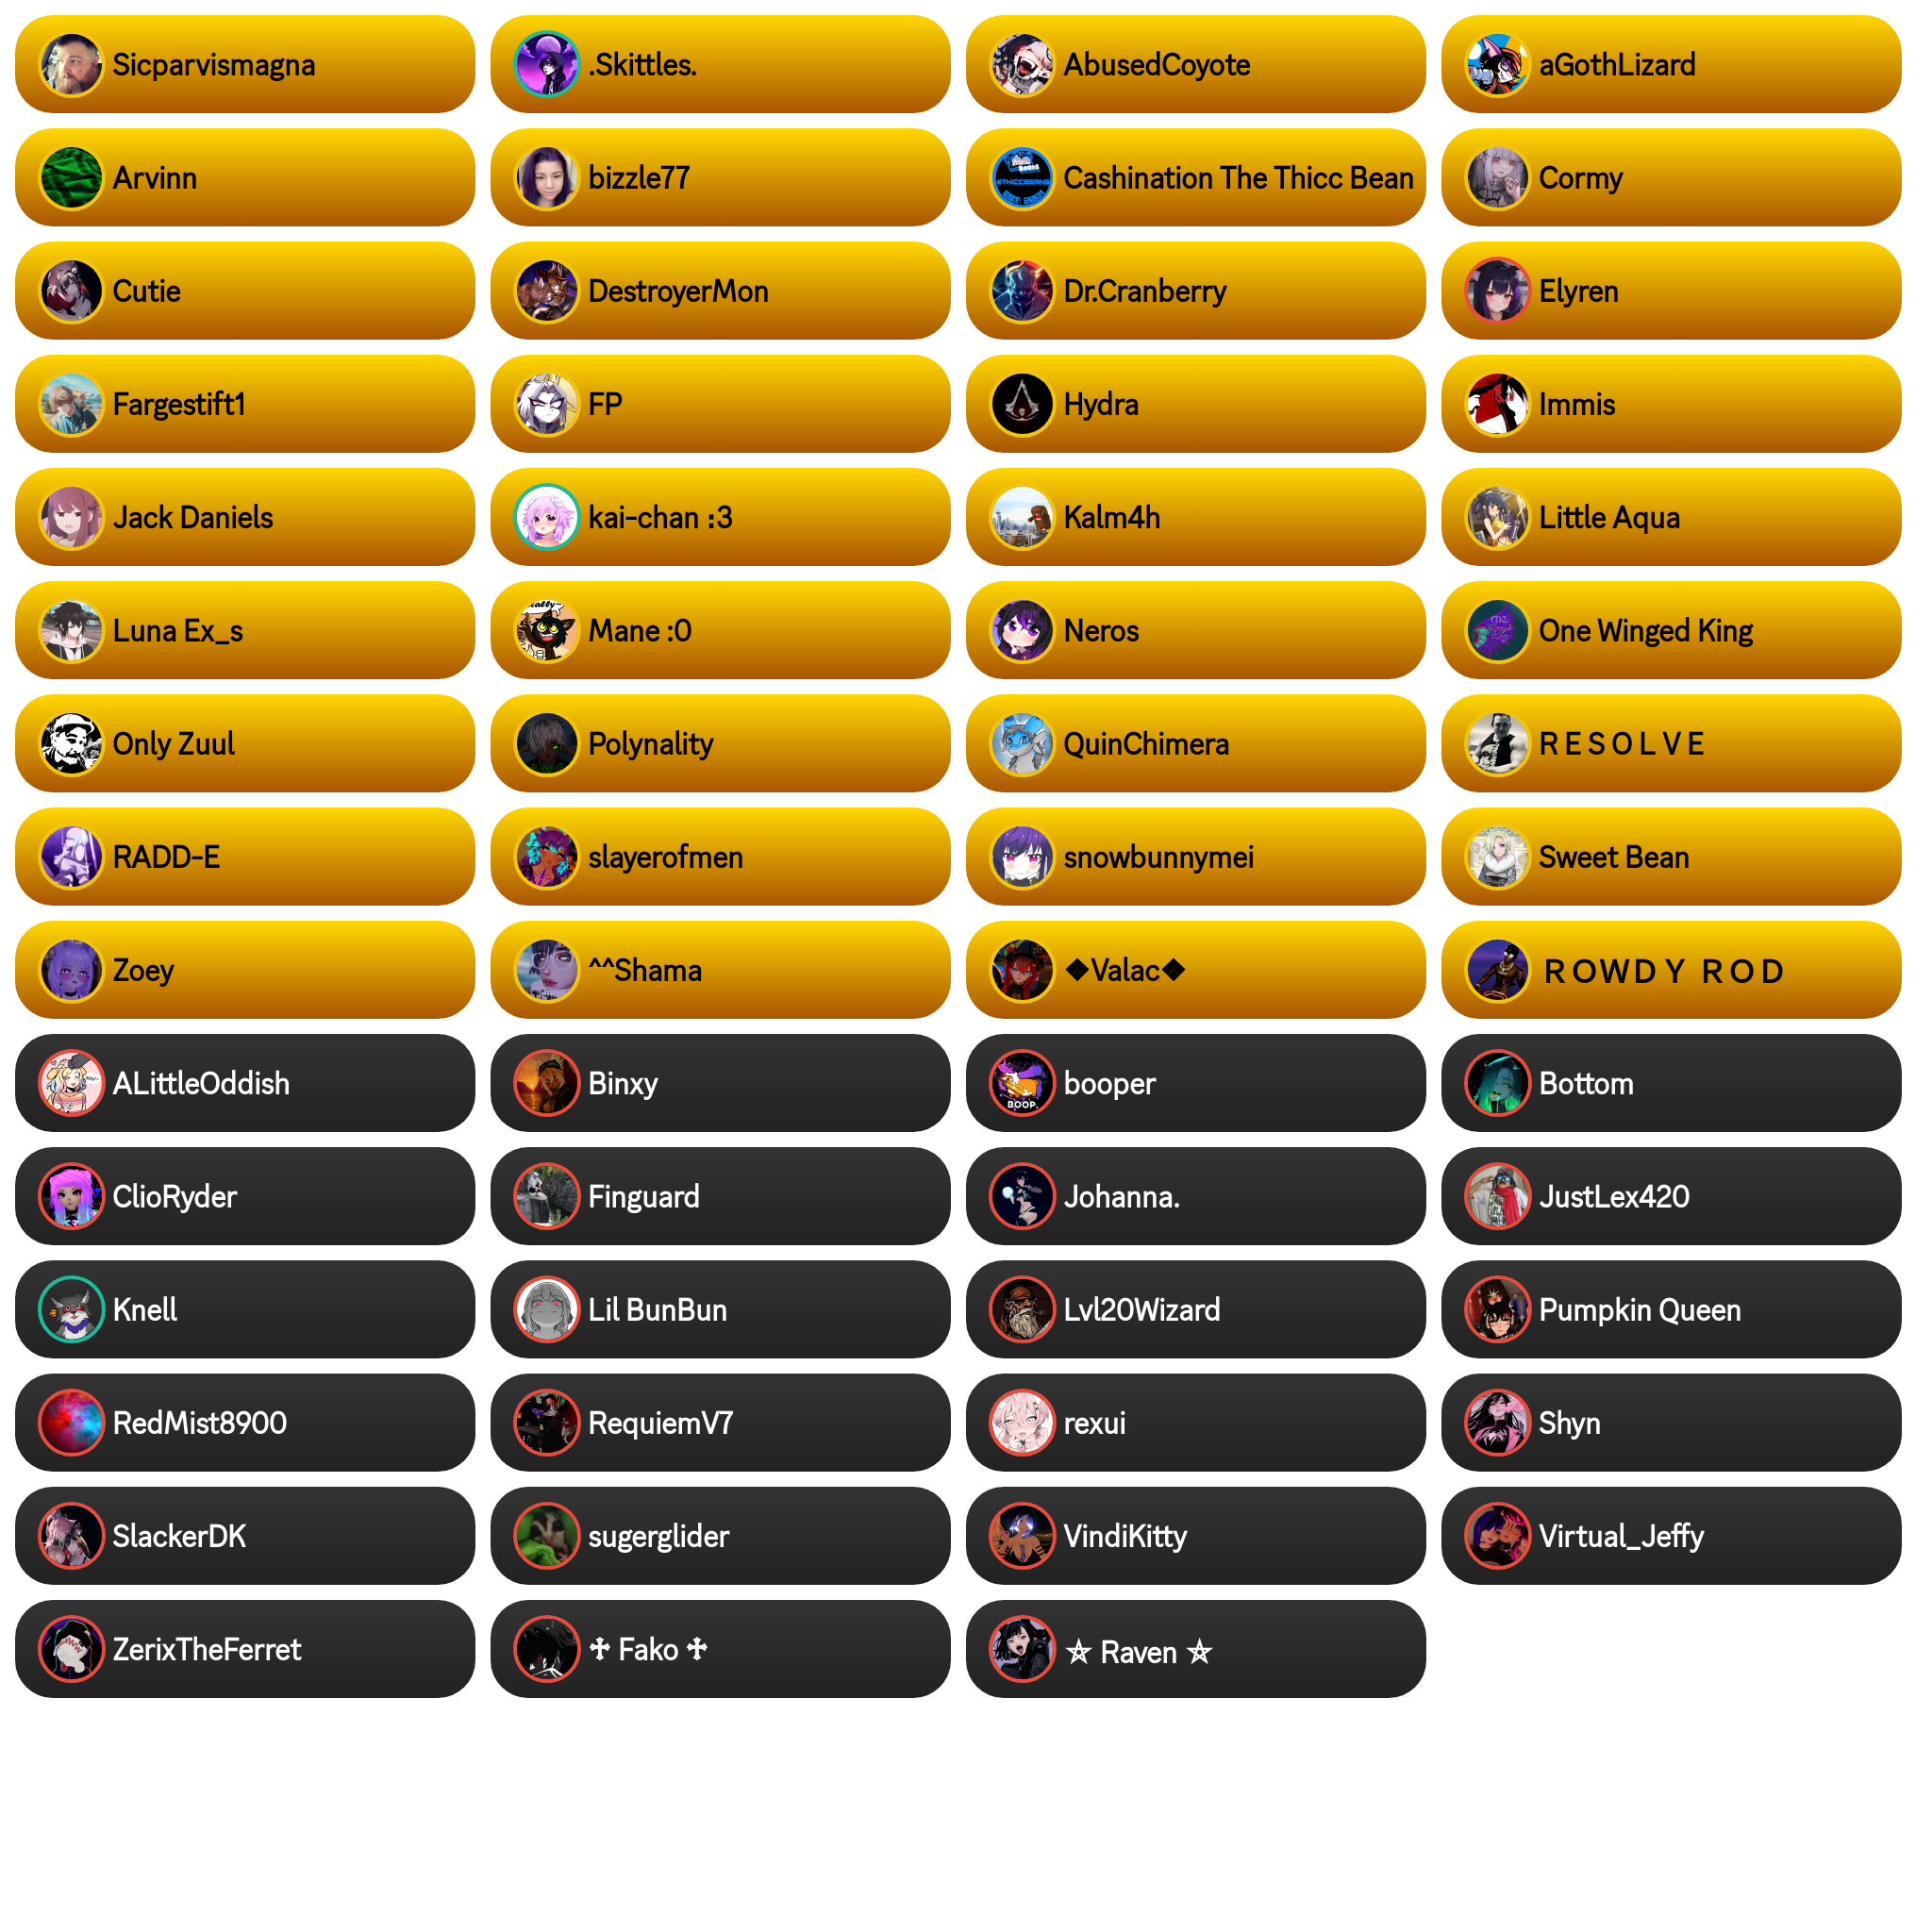 Sicparvismagna
.Skittles.
AbusedCoyote
aGothLizard
Arvinn
bizzle77
Cashination The Thicc Bean
Cormy
Cutie
DestroyerMon
Dr.Cranberry
Elyren
Fargestift1
FP
Hydra
Immis
Jack Daniels
kai-chan :3
Kalm4h
Little Aqua
Luna Ex_s
Mane :0
Neros
One Winged King
Only Zuul
Polynality
QuinChimera
R E S O L V E
RADD-E
slayerofmen
snowbunnymei
Sweet Bean
Zoey
^^Shama
❖Valac❖
ＲＯＷＤＹ ＲＯＤ
ALittleOddish
Binxy
booper
BOOP.
Bottom
ClioRyder
Finguard
Johanna.
JustLex420
Knell
Lil BunBun
Lvl20Wizard
Pumpkin Queen
RedMist8900
RequiemV7
rexui
Shyn
SlackerDK
sugerglider
VindiKitty
Virtual_Jeffy
ZerixTheFerret
♱ Fako ♱
⛧ Raven ⛧